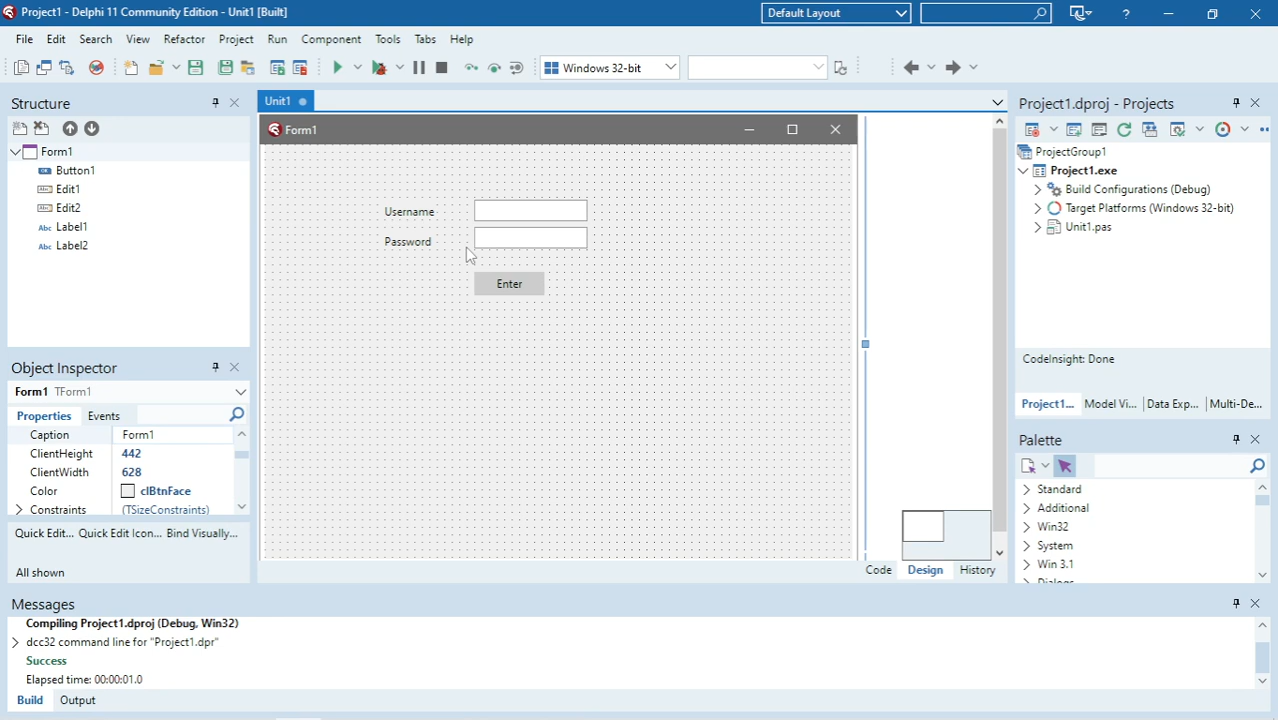 Project1 - Delphi 11 Community Edition - Unit1 [Built]
Default Layout
?
File Edit Search View Refactor Project Run Component Tools Tabs Help
Windows 32-bit
Structure
Form1
Button1
Edit1
Edit2
Label1
Label2
Object Inspector
Form1 TForm1
Properties Events
Caption Form1
ClientHeight 442
ClientWidth 628
Color clBtnFace
Constraints (TSizeConstraints)
Quick Edit... Quick Edit Icon... Bind Visually...
All shown
Unit1
Form1
Username
Password
Enter
Code Design History
Project1.dproj - Projects
ProjectGroup1
Project1.exe
Build Configurations (Debug)
Target Platforms (Windows 32-bit)
Unit1.pas
CodeInsight: Done
Project1... Model Vi... Data Exp... Multi-De...
Palette
Standard
Additional
Win32
System
Win 3.1
Dialogs
Messages
Compiling Project1.dproj (Debug, Win32)
dcc32 command line for "Project1.dpr"
Success
Elapsed time: 00:00:01.0
Build Output